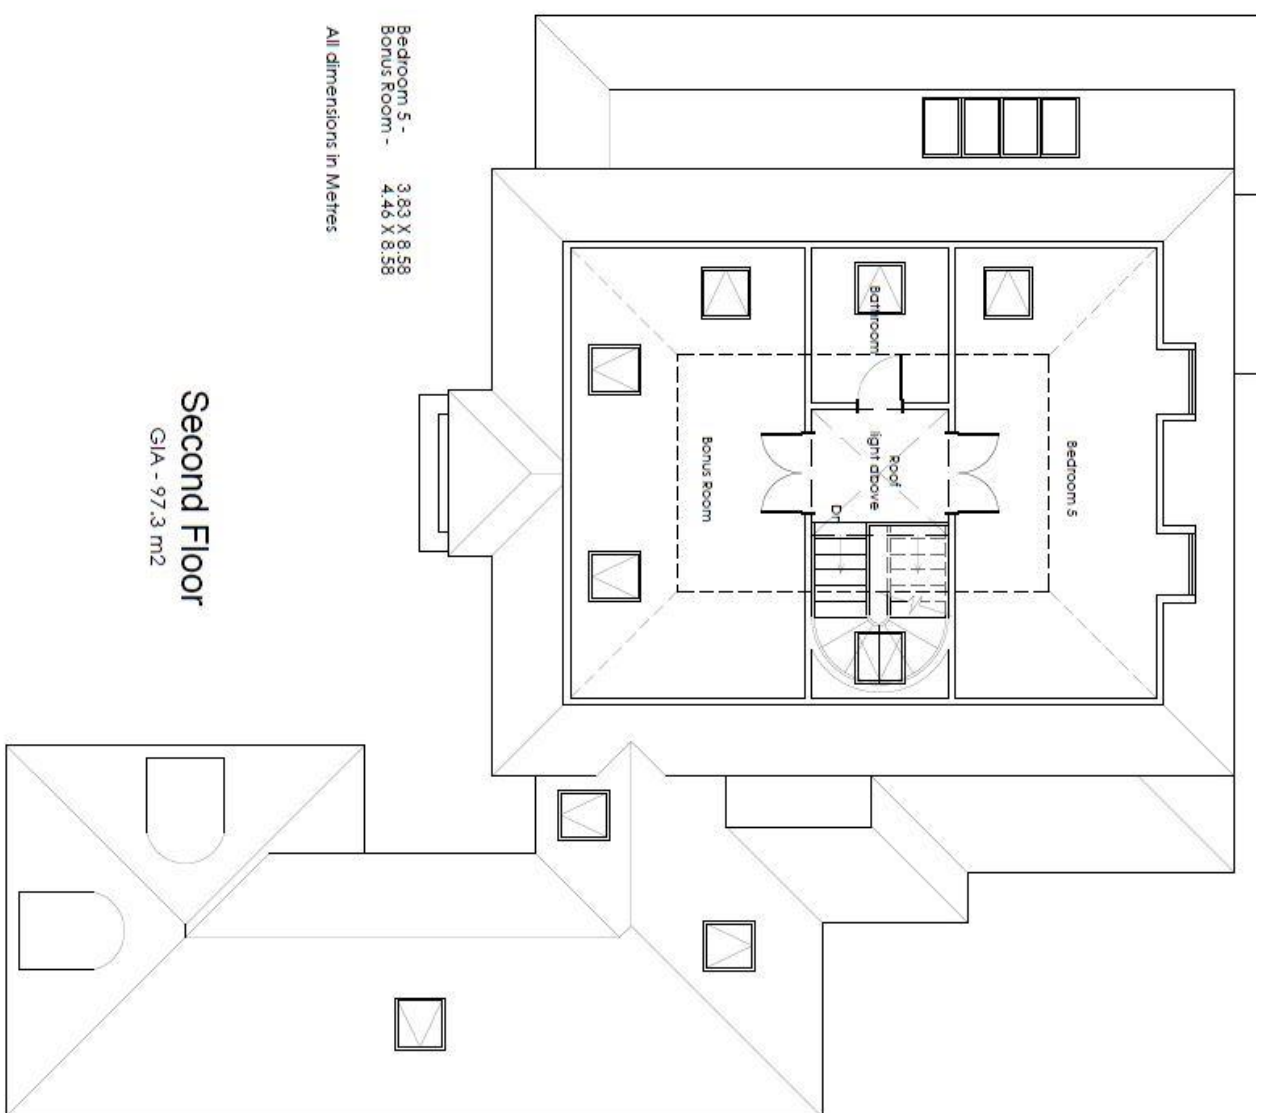 Bedroom 5 - 3.83 X 8.58
Bonus Room - 4.46 X 8.58
All dimensions in Metres
Bedroom 5
Bathroom
Roof
light above
Dn
Bonus Room
Second Floor
GIA - 97.3 m2